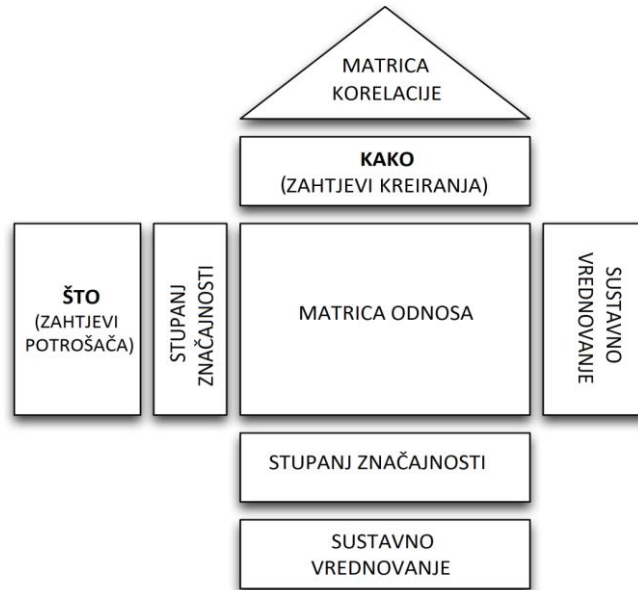 MATRICA
KORELACIJE
KAKO
(ZAHTJEVI KREIRANJA)
ŠTO
(ZAHTJEVI
POTROŠAČA)
STUPANJ
ZNAČAJNOSTI
MATRICA ODNOSA
SUSTAVNO
VREDNOVANJE
STUPANJ ZNAČAJNOSTI
SUSTAVNO
VREDNOVANJE